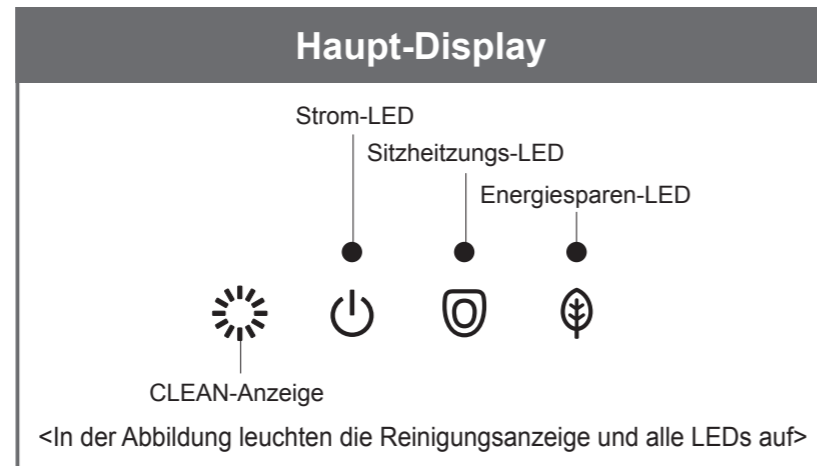 Haupt-Display
Strom-LED
Sitzheitzungs-LED
Energiesparen-LED
CLEAN-Anzeige
<In der Abbildung leuchten die Reinigungsanzeige und alle LEDs auf>